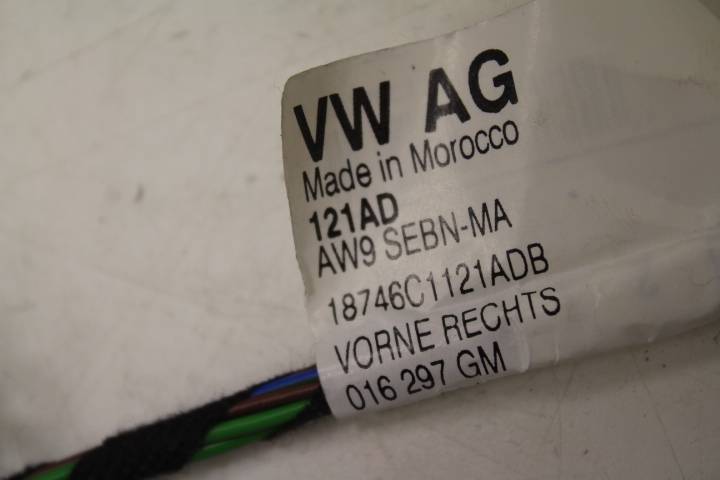 VW AG
Made in Morocco
121AD
AW9 SEBN-MA
18746C1121ADB
VORNE RECHTS
016 297 GM